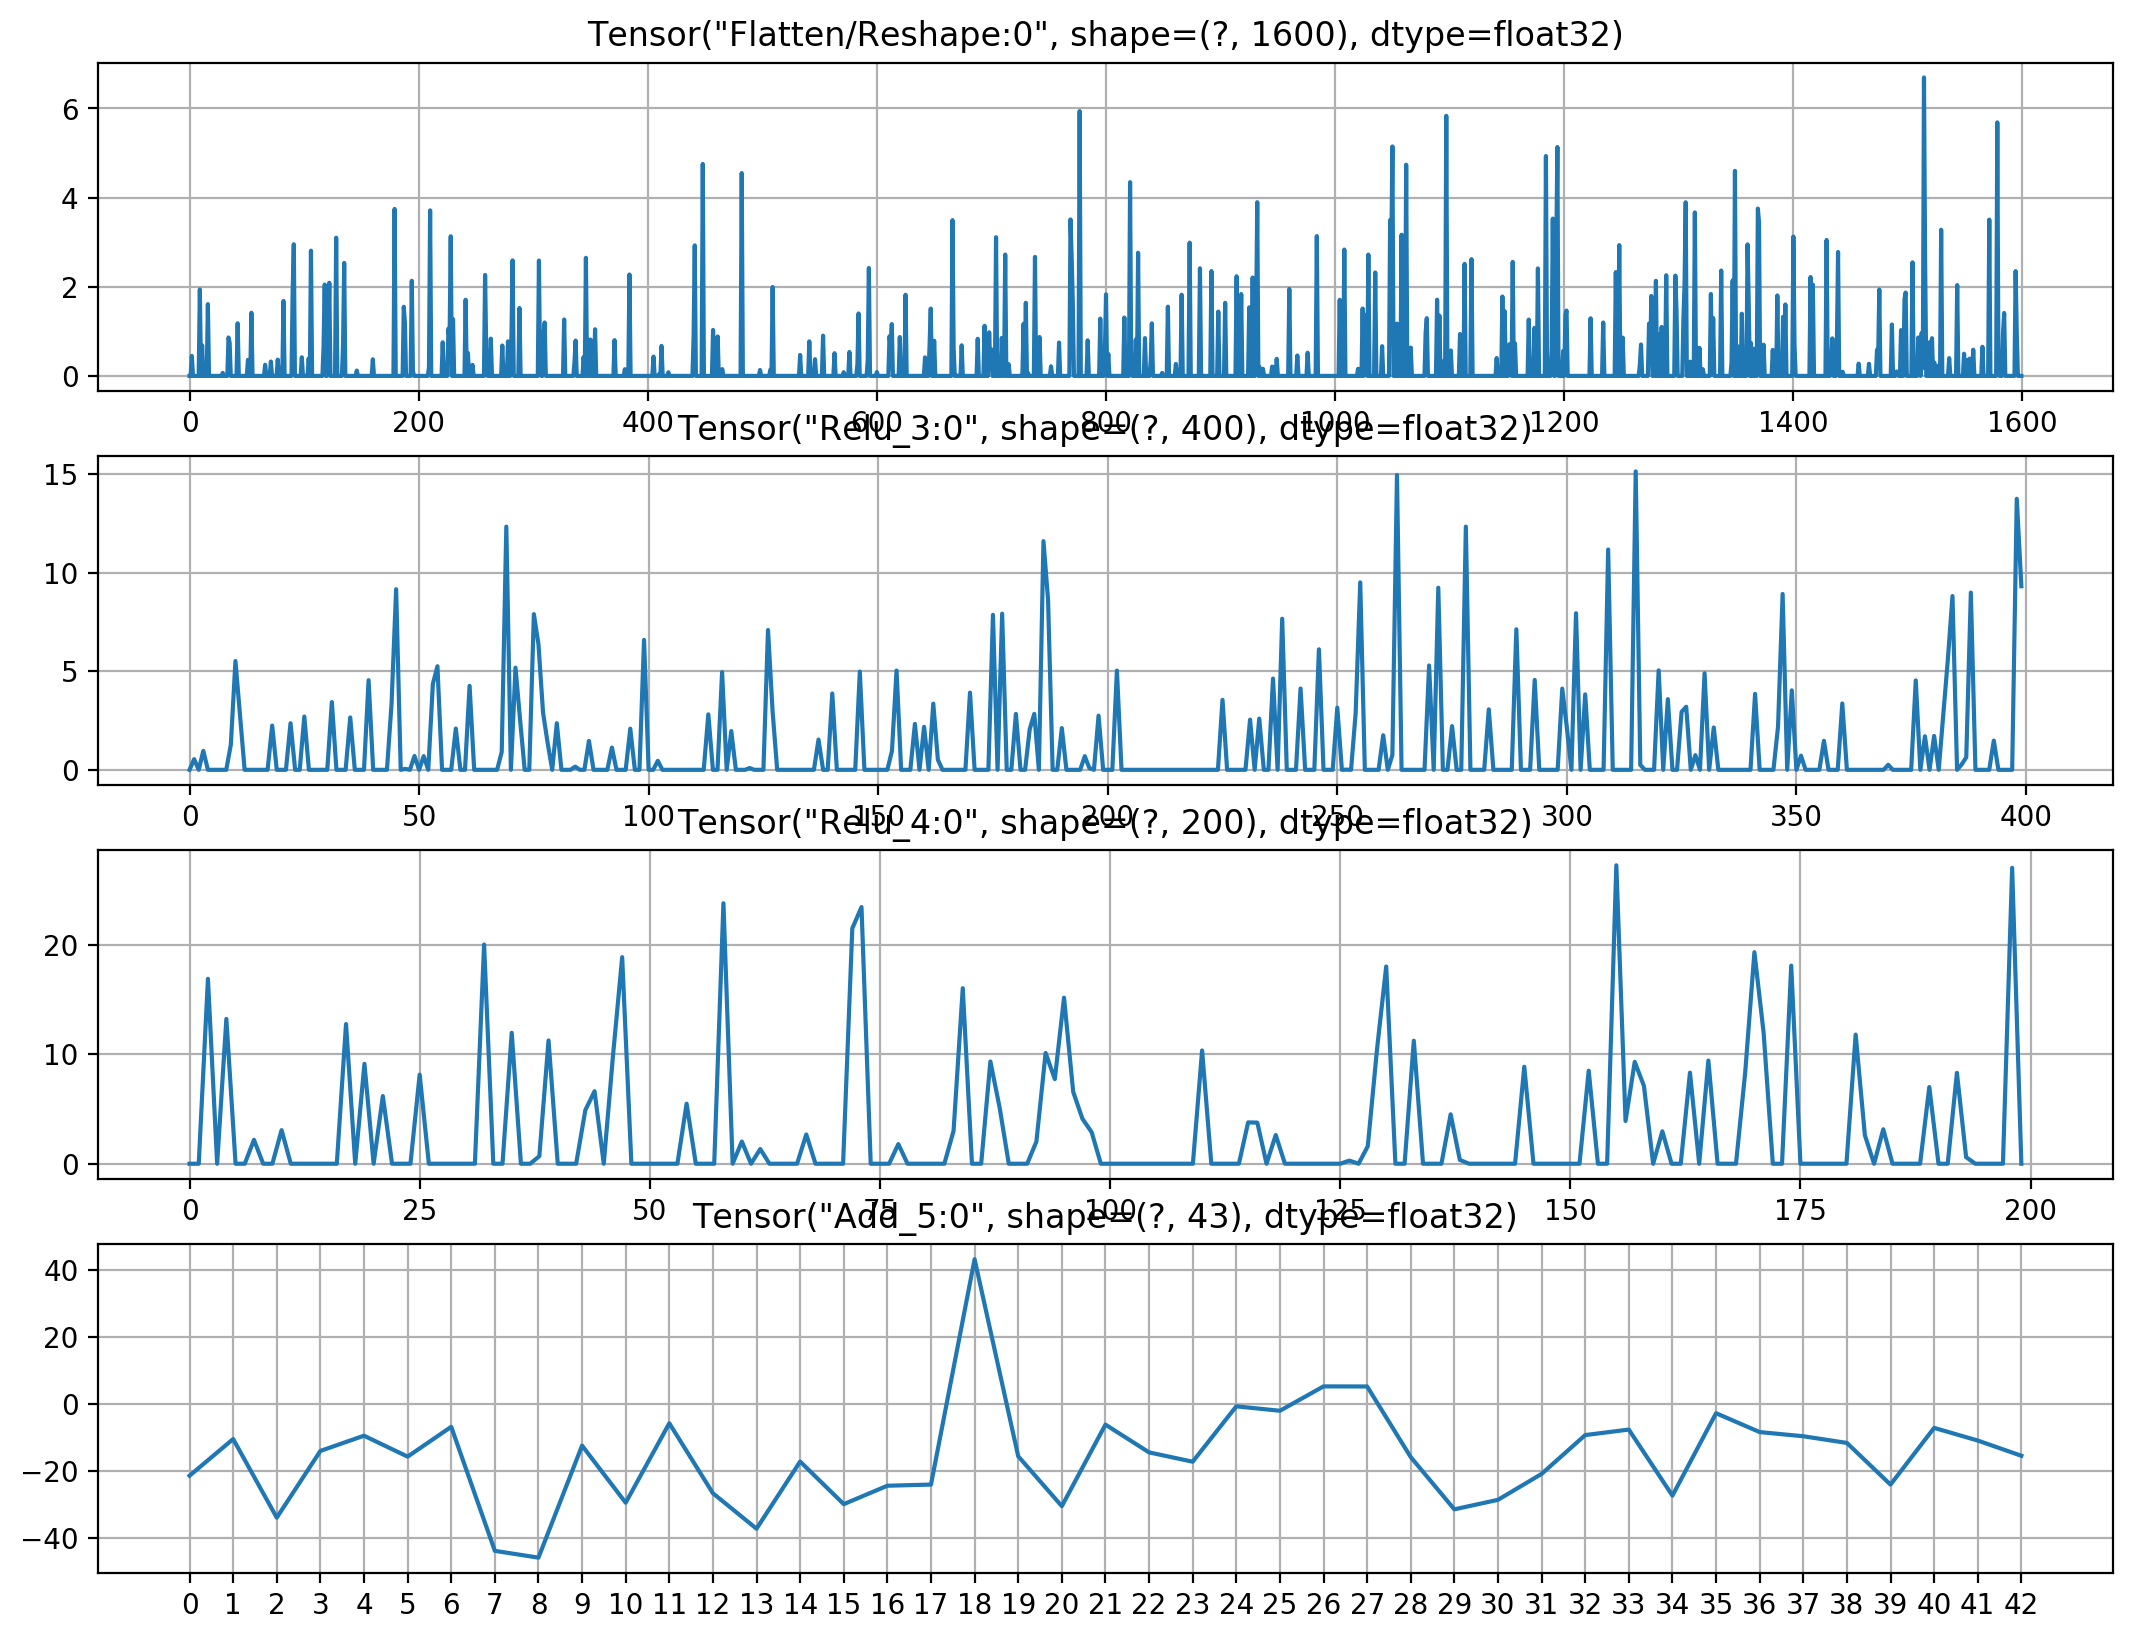 Tensor("Flatten/Reshape:0", shape=(?, 1600), dtype=float32)
6
4
2
0
0 200 400 600 800 1000 1200 1400 1600
Tensor("Relu_3:0", shape=(?, 400), dtype=float32)
15
10
5
0
0 50 100 150 200 250 300 350 400
Tensor("Relu_4:0", shape=(?, 200), dtype=float32)
20
10
0
0 25 50 75 100 125 150 175 200
Tensor("Add_5:0", shape=(?, 43), dtype=float32)
40
20
0
−20
−40
0 1 2 3 4 5 6 7 8 9 10 11 12 13 14 15 16 17 18 19 20 21 22 23 24 25 26 27 28 29 30 31 32 33 34 35 36 37 38 39 40 41 42